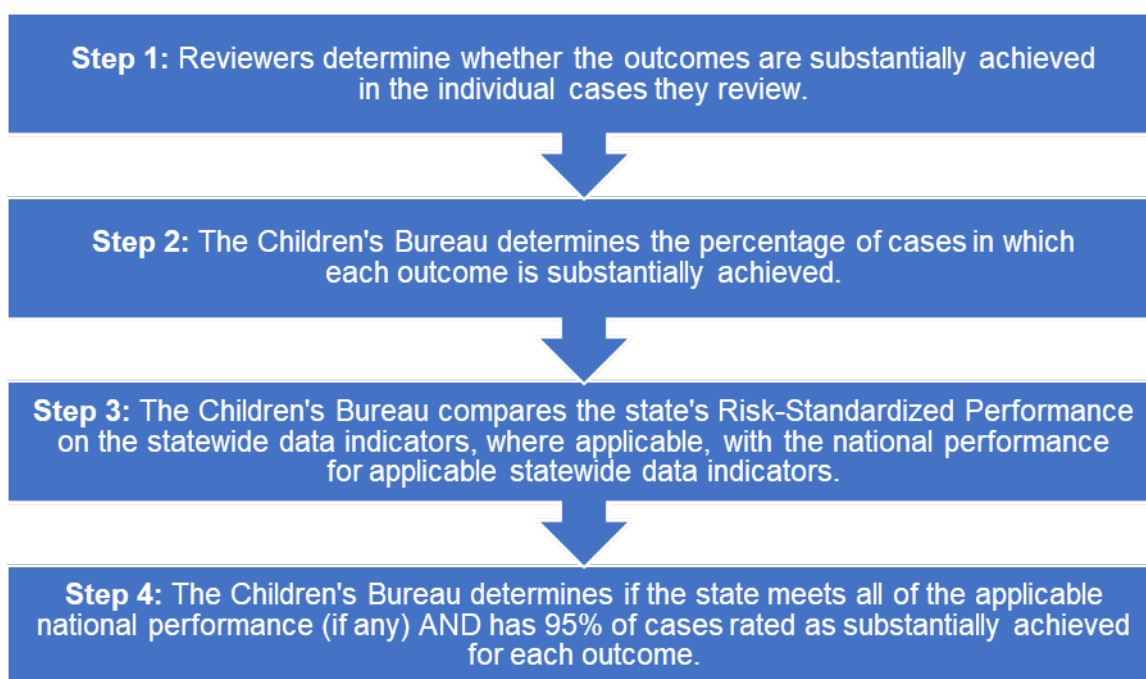 Step 1: Reviewers determine whether the outcomes are substantially achieved
in the individual cases they review.
Step 2: The Children's Bureau determines the percentage of cases in which
each outcome is substantially achieved.
Step 3: The Children's Bureau compares the state's Risk-Standardized Performance
on the statewide data indicators, where applicable, with the national performance
for applicable statewide data indicators.
Step 4: The Children's Bureau determines if the state meets all of the applicable
national performance (if any) AND has 95% of cases rated as substantially achieved
for each outcome.